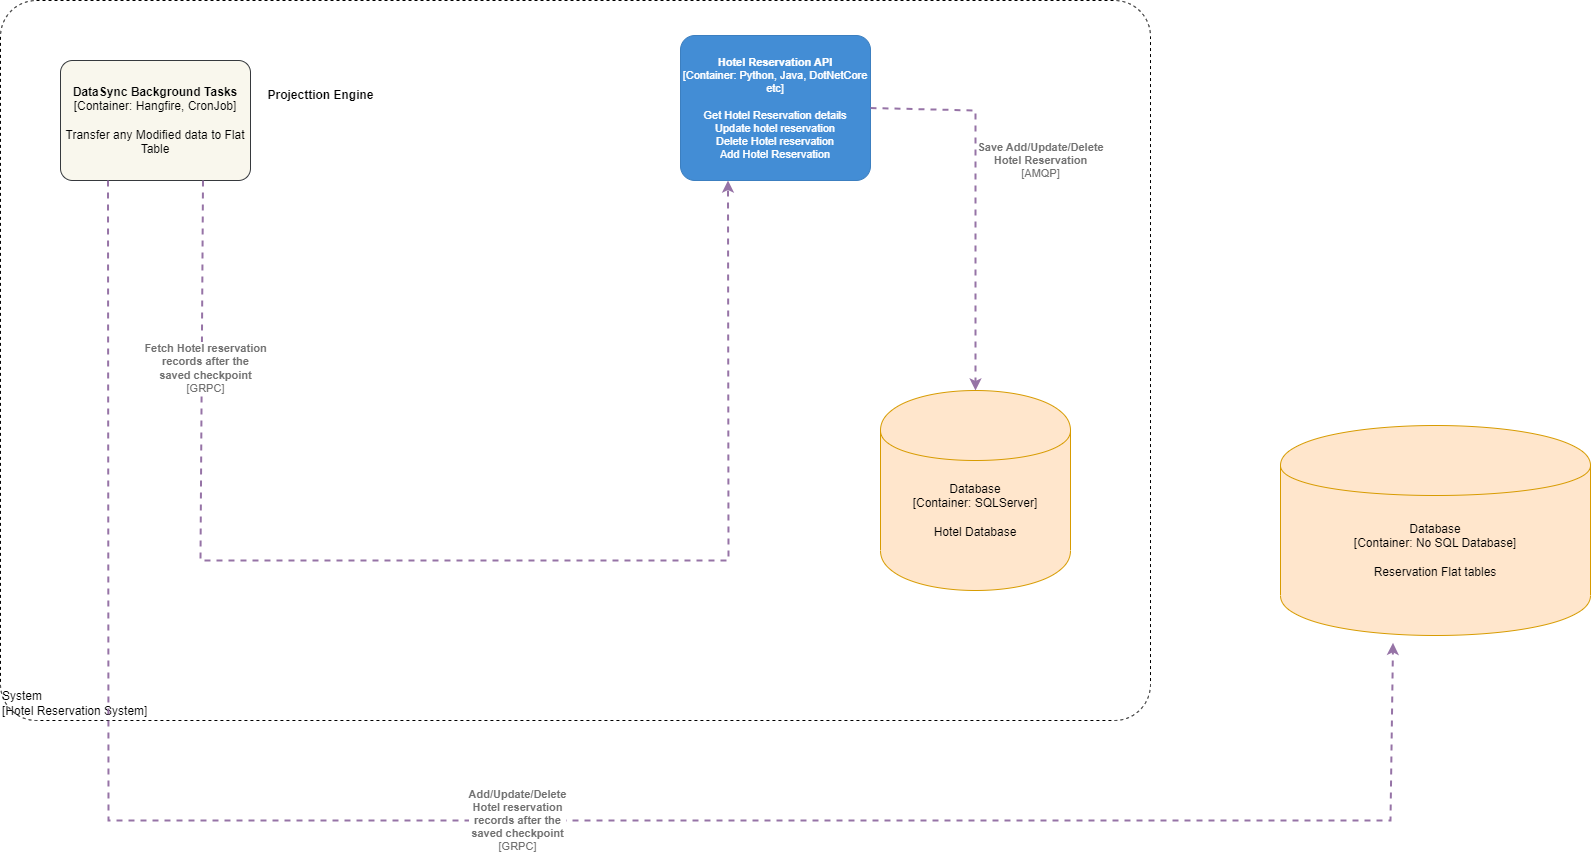 DataSync Background Tasks
[Container: Hangfire, CronJob]
Transfer any Modified data to Flat
Table
Projecttion Engine
Hotel Reservation API
[Container: Python, Java, DotNetCore
etc]
Get Hotel Reservation details
Update hotel reservation
Delete Hotel reservation
Add Hotel Reservation
Save Add/Update/Delete
Hotel Reservation
[AMQP]
Fetch Hotel reservation
records after the
saved checkpoint
[GRPC]
Database
[Container: SQLServer]
Hotel Database
Database
[Container: No SQL Database]
Reservation Flat tables
System
[Hotel Reservation System]
Add/Update/Delete
Hotel reservation
records after the
saved checkpoint
[GRPC]